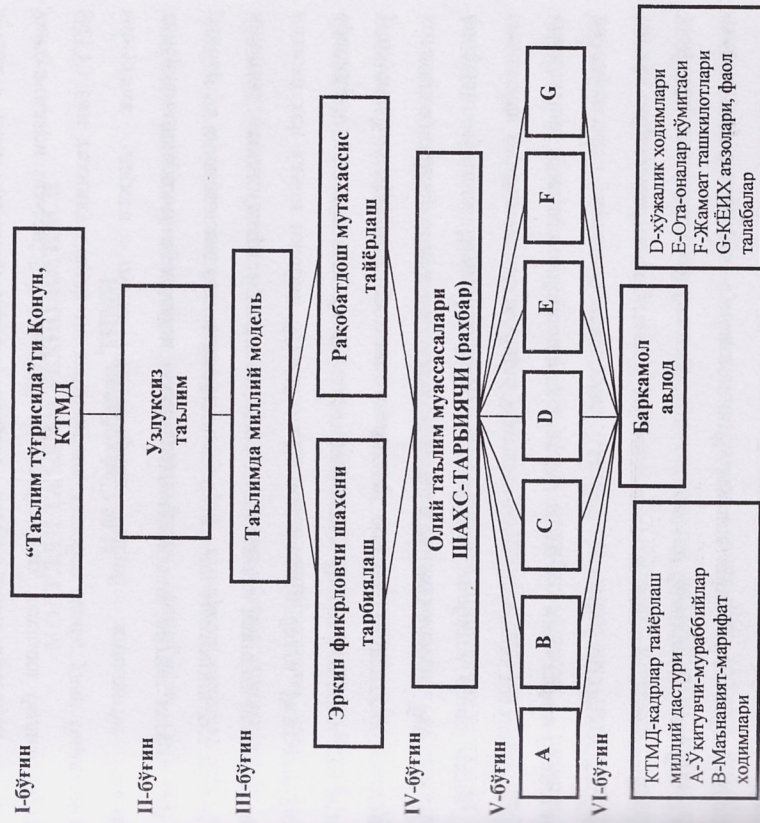 I-бўғин
“Таълим тўғрисида”ги Қонун,
КТМД
II-бўғин
Узлуксиз
таълим
III-бўғин
Таълимда миллий модель
Эркин фикрловчи шахсни
тарбиялаш
Рақобатдош мутахассис
тайёрлаш
IV-бўғин
Олий таълим муассасалари
ШАХС-ТАРБИЯЧИ (раҳбар)
V-бўғин
A
B
C
D
E
F
G
VI-бўғин
Баркамол
авлод
КТМД-кадрлар тайёрлаш
миллий дастури
A-Ўқитувчи-мураббийлар
B-Маънавият-марифат
ходимлари
D-хўжалик ходимлари
E-Ота-оналар қўмитаси
F-Жамоат ташкилотлари
G-КЁИХ аъзолари, фаол
талабалар